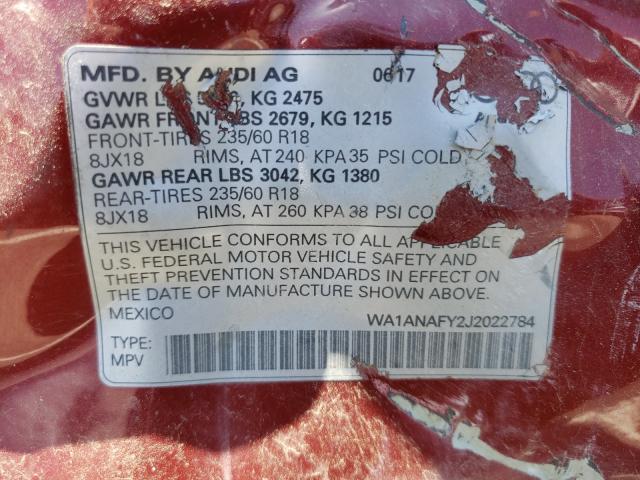 MFD. BY AUDI AG 06 17
GVWR KG 2475
GAWR FRONT LBS 2679, KG 1215
FRONT-TIRES 235/60 R18
8JX18 RIMS, AT 240 KPA 35 PSI COLD
GAWR REAR LBS 3042, KG 1380
REAR-TIRES 235/60 R18
8JX18 RIMS, AT 260 KPA 38 PSI
THIS VEHICLE CONFORMS TO ALL APPLICABLE
U.S. FEDERAL MOTOR VEHICLE SAFETY AND
THEFT PREVENTION STANDARDS IN EFFECT ON
THE DATE OF MANUFACTURE SHOWN ABOVE.
MEXICO WA1ANAFY2J2022784
TYPE:
MPV